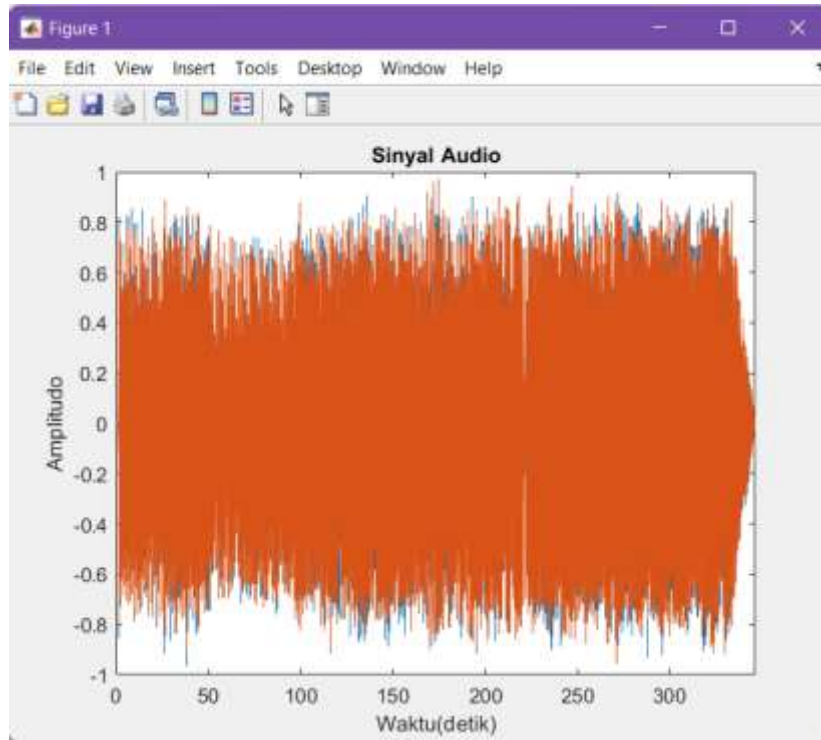 Figure 1
File Edit View Insert Tools Desktop Window Help
Sinyal Audio
1
0.8
0.6
0.4
0.2
0
-0.2
-0.4
-0.6
-0.8
-1
Amplitudo
0 50 100 150 200 250 300
Waktu(detik)